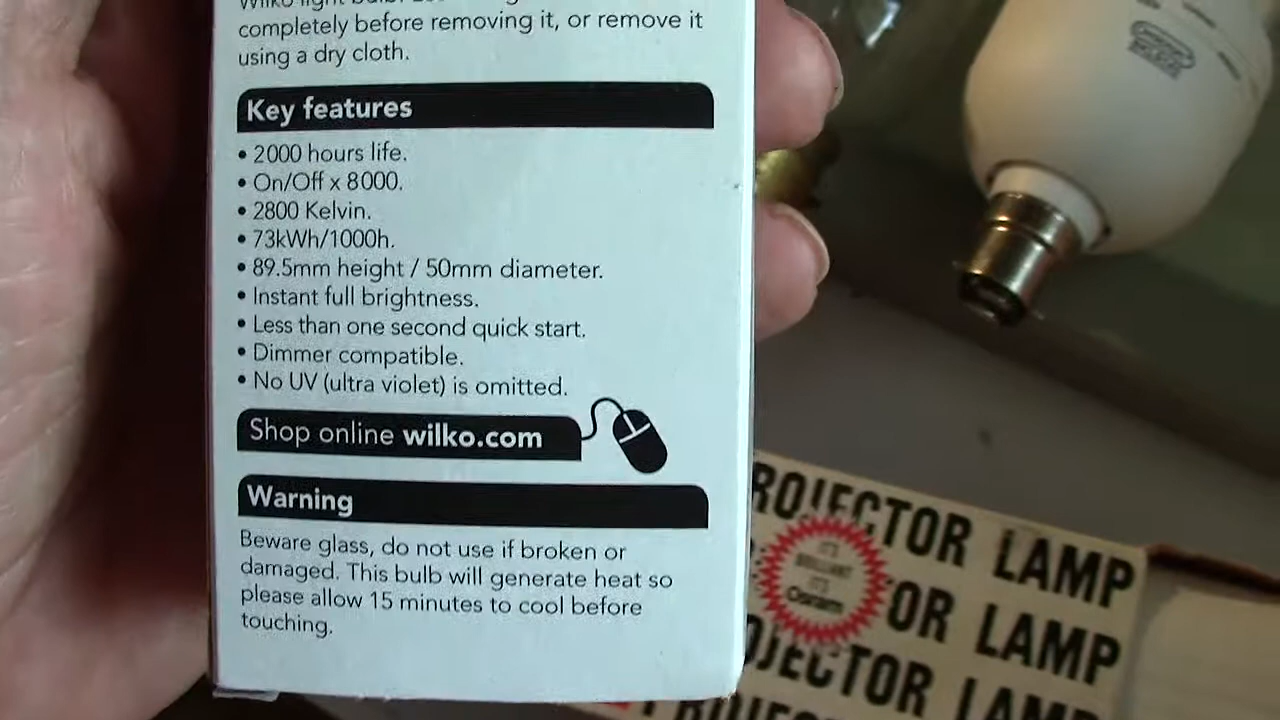 completely before removing it, or remove it
using a dry cloth.
Key features
• 2000 hours life.
• On/Off x 8000.
• 2800 Kelvin.
• 73kWh/1000h.
• 89.5mm height / 50mm diameter.
• Instant full brightness.
• Less than one second quick start.
• Dimmer compatible.
• No UV (ultra violet) is omitted.
Shop online wilko.com
Warning
Beware glass, do not use if broken or
damaged. This bulb will generate heat so
please allow 15 minutes to cool before
touching.
ROJECTOR LAMP
IT'S
BRILLIANT
IT'S
Osram
TOR LAMP
OJECTOR LAM